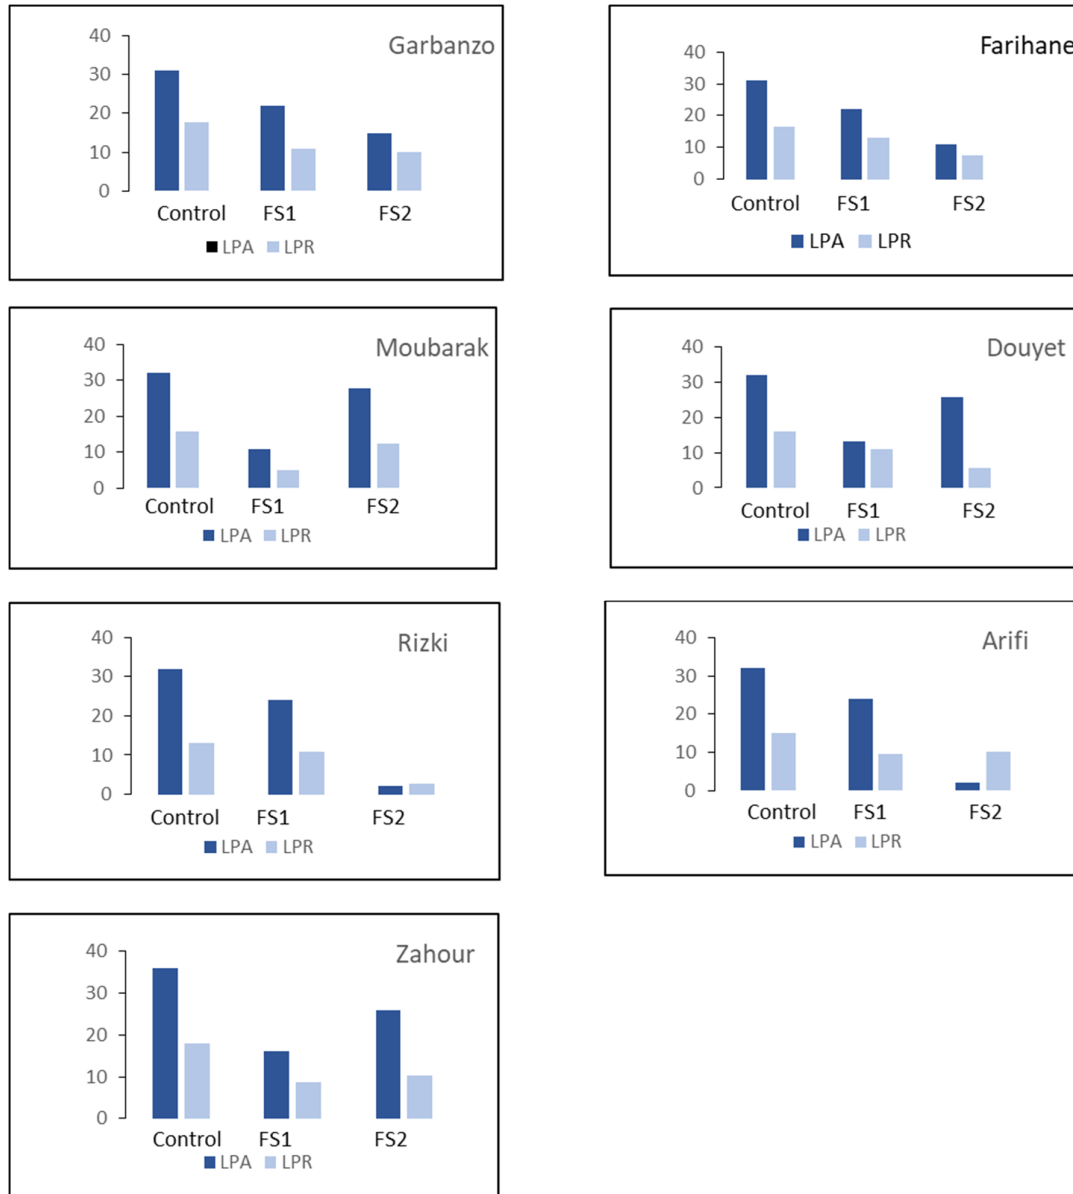 Garbanzo
40
30
20
10
0
Control FS1 FS2
LPA LPR
Farihane
40
30
20
10
0
Control FS1 FS2
LPA LPR
Moubarak
40
30
20
10
0
Control FS1 FS2
LPA LPR
Douyet
40
30
20
10
0
Control FS1 FS2
LPA LPR
Rizki
40
30
20
10
0
Control FS1 FS2
LPA LPR
Arifi
40
30
20
10
0
Control FS1 FS2
LPA LPR
Zahour
40
30
20
10
0
Control FS1 FS2
LPA LPR